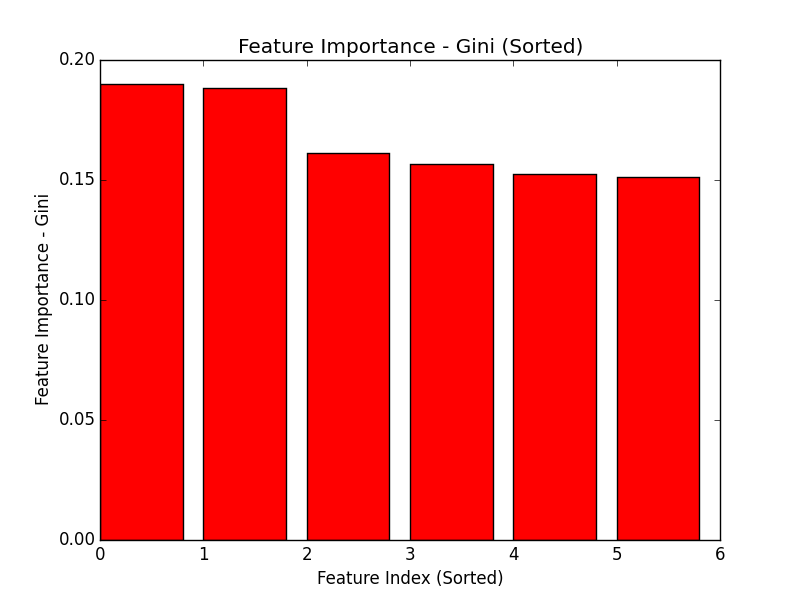 Feature Importance - Gini (Sorted)
0.20
0.15
0.10
0.05
0.00
Feature Importance - Gini
0 1 2 3 4 5 6
Feature Index (Sorted)